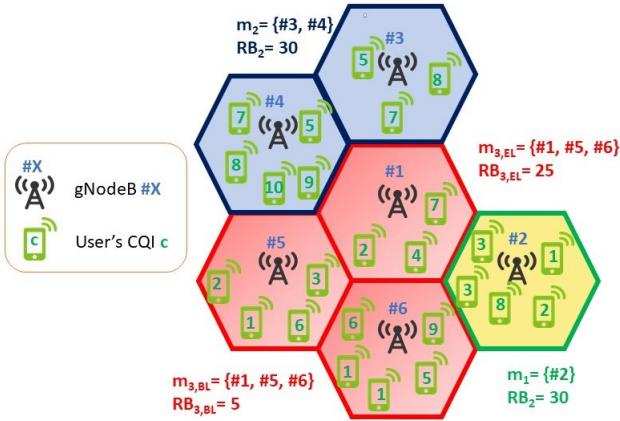 m2 = {#3, #4}
RB2 = 30
#3
5
8
7
#4
7
5
8
10
9
m3,EL = {#1, #5, #6}
RB3,EL = 25
#1
7
2
4
#X
gNodeB #X
c
User's CQI c
#5
2
3
1
6
#2
3
1
3
8
2
#6
6
9
1
1
5
m3,BL= {#1, #5, #6}
RB3,BL= 5
m1= {#2}
RB2= 30